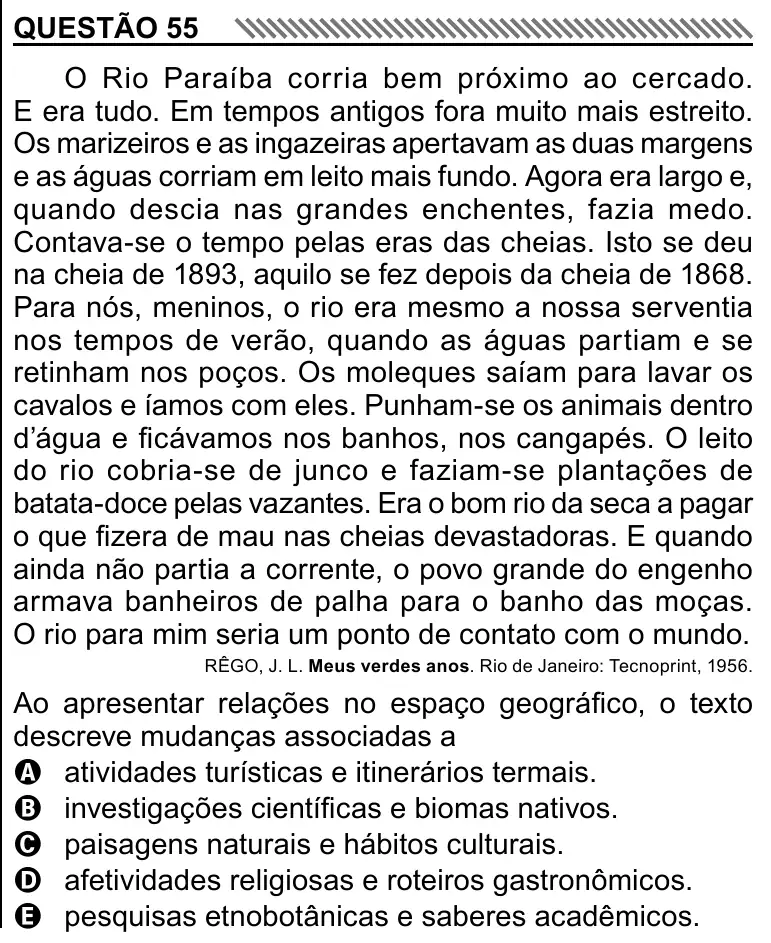 QUESTÃO 55
O Rio Paraíba corria bem próximo ao cercado.
E era tudo. Em tempos antigos fora muito mais estreito.
Os marizeiros e as ingazeiras apertavam as duas margens
e as águas corriam em leito mais fundo. Agora era largo e,
quando descia nas grandes enchentes, fazia medo.
Contava-se o tempo pelas eras das cheias. Isto se deu
na cheia de 1893, aquilo se fez depois da cheia de 1868.
Para nós, meninos, o rio era mesmo a nossa serventia
nos tempos de verão, quando as águas partiam e se
retinham nos poços. Os moleques saíam para lavar os
cavalos e íamos com eles. Punham-se os animais dentro
d’água e ficávamos nos banhos, nos cangapés. O leito
do rio cobria-se de junco e faziam-se plantações de
batata-doce pelas vazantes. Era o bom rio da seca a pagar
o que fizera de mau nas cheias devastadoras. E quando
ainda não partia a corrente, o povo grande do engenho
armava banheiros de palha para o banho das moças.
O rio para mim seria um ponto de contato com o mundo.
RÊGO, J. L. Meus verdes anos. Rio de Janeiro: Tecnoprint, 1956.
Ao apresentar relações no espaço geográfico, o texto
descreve mudanças associadas a
A atividades turísticas e itinerários termais.
B investigações científicas e biomas nativos.
C paisagens naturais e hábitos culturais.
D afetividades religiosas e roteiros gastronômicos.
E pesquisas etnobotânicas e saberes acadêmicos.